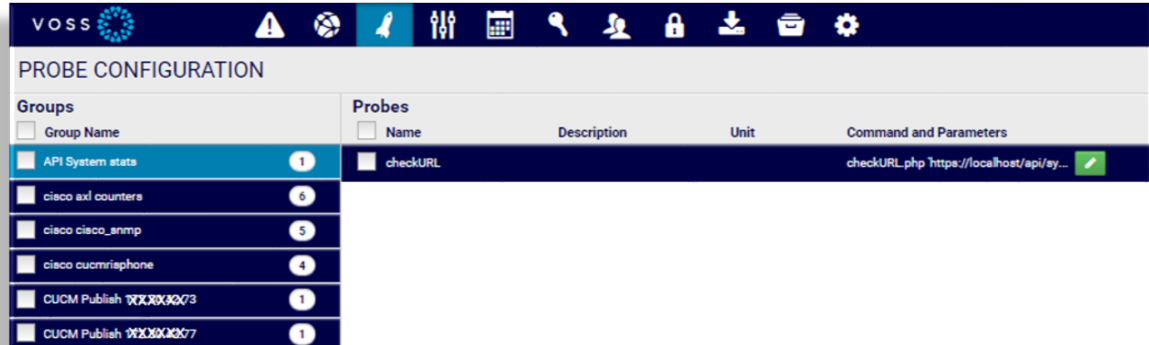 VOSS
PROBE CONFIGURATION
Groups
Group Name
API System stats 1
cisco axl counters 6
cisco cisco_snmp 5
cisco cucmrisphone 4
CUCM Publish 73 1
CUCM Publish 77 1
Probes
Name Description Unit Command and Parameters
checkURL checkURL.php 'https://localhost/api/sy...